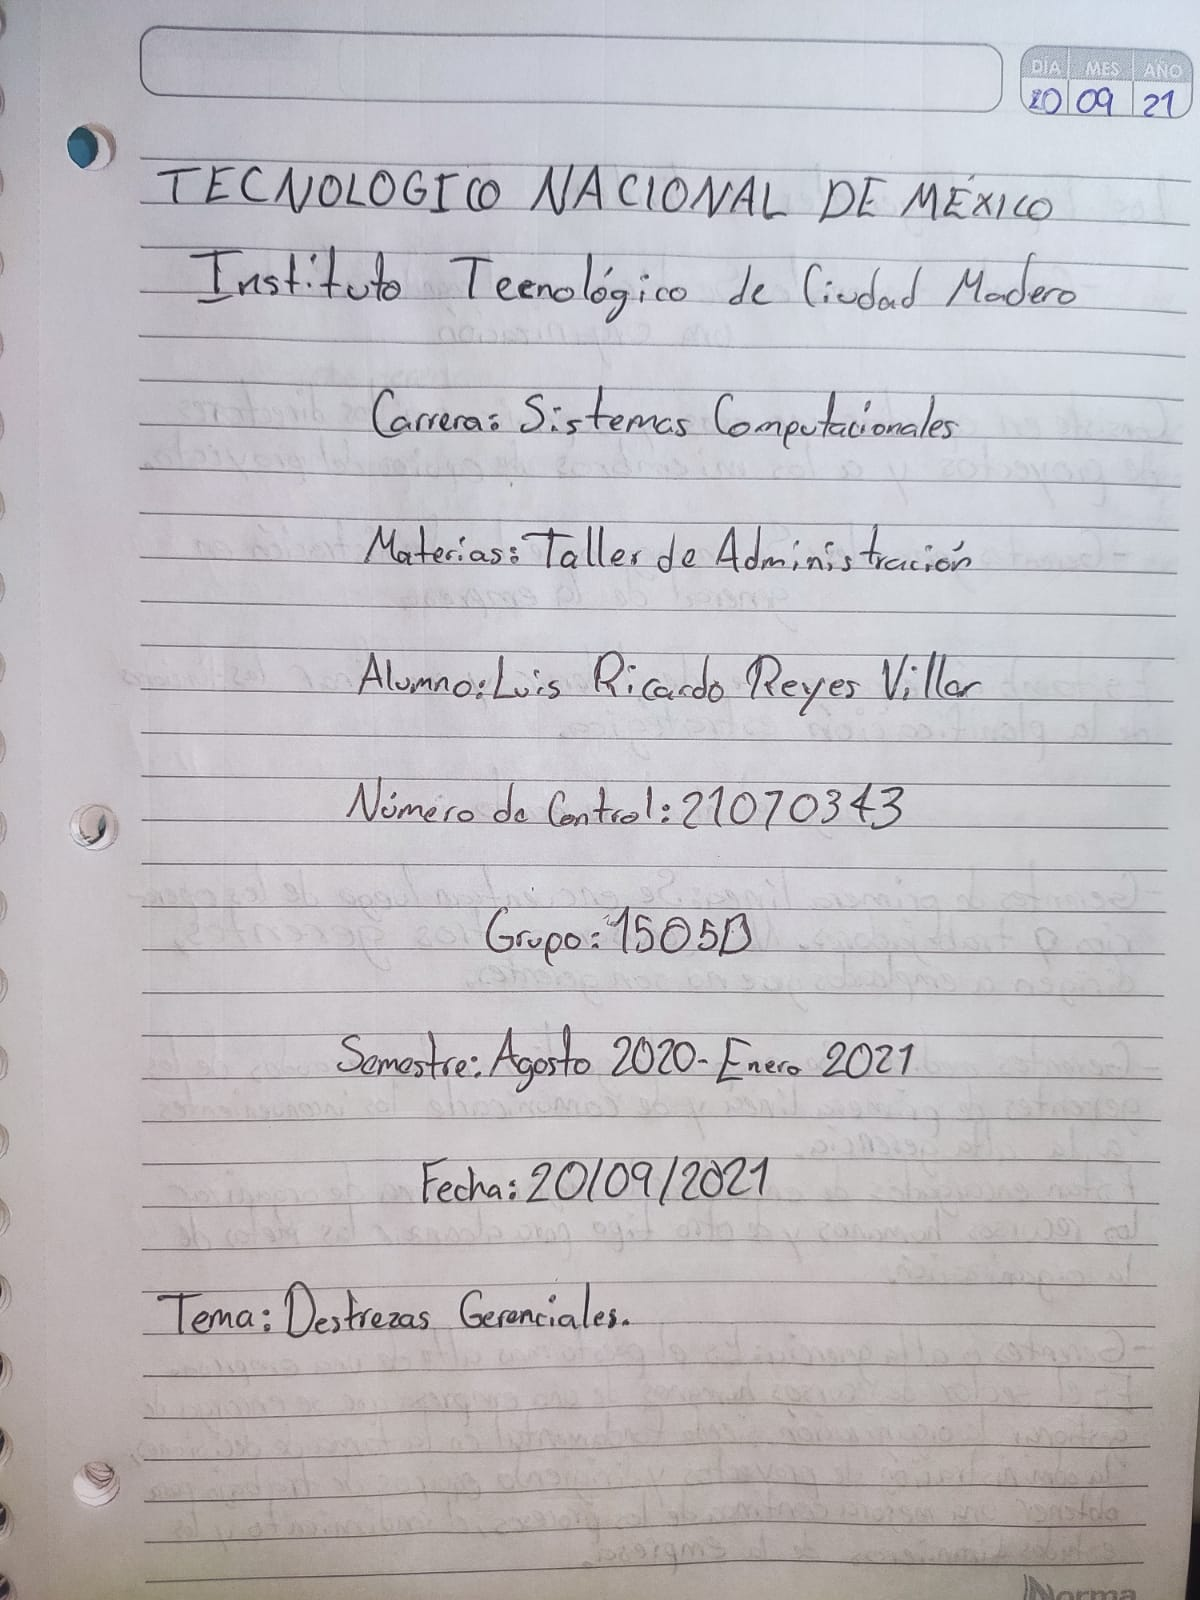 DÍA MES AÑO
20 09 21
TECNOLOGICO NACIONAL DE MÉXICO
Instituto Tecnológico de Ciudad Madero
Carrera: Sistemas Computacionales
Materias: Taller de Administración
Alumno: Luis Ricardo Reyes Villar
Número de Control: 21070343
Grupo: 1505B
Semestre: Agosto 2020-Enero 2021
Fecha: 20/09/2021
Tema: Destrezas Gerenciales.
Norma